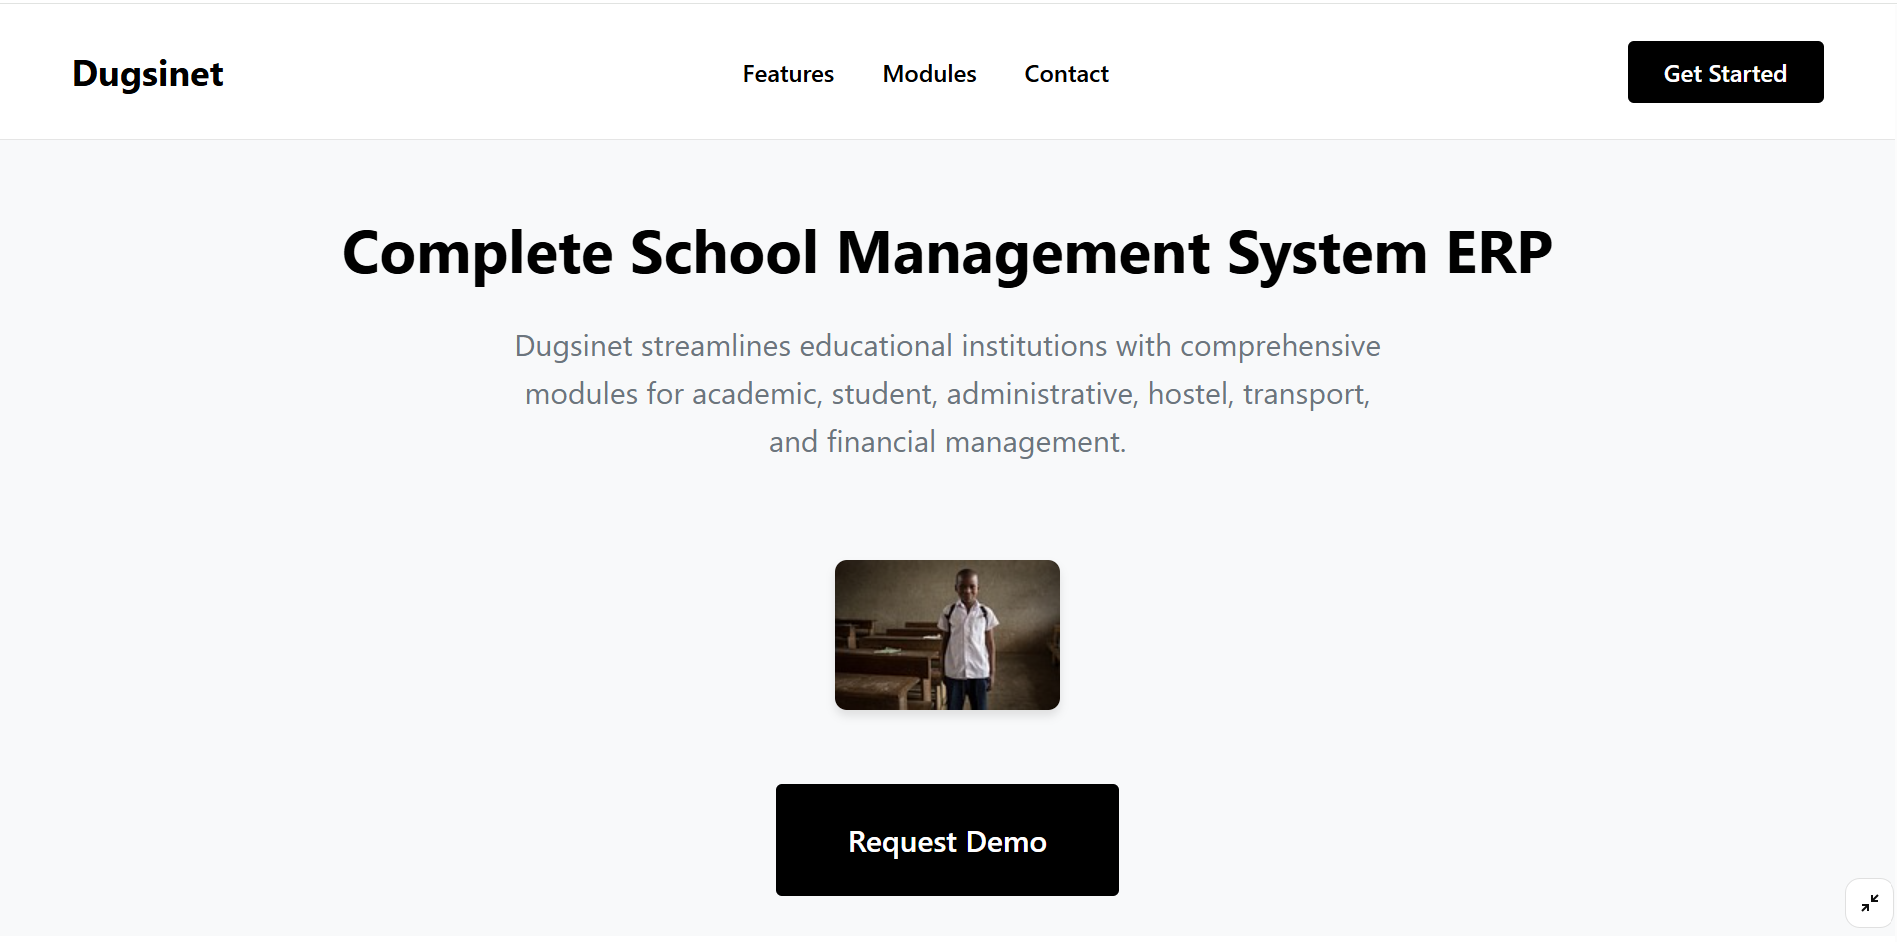 Dugsinet
Features
Modules
Contact
Get Started
Complete School Management System ERP
Dugsinet streamlines educational institutions with comprehensive
modules for academic, student, administrative, hostel, transport,
and financial management.
Request Demo